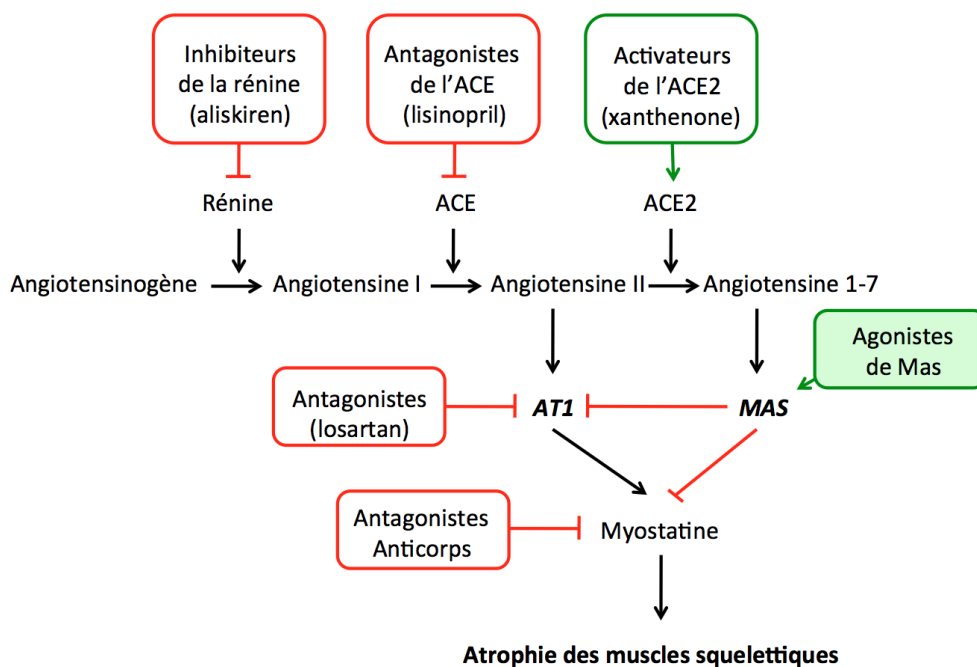 Inhibiteurs
de la rénine
(aliskiren)
Antagonistes
de l’ACE
(lisinopril)
Activateurs
de l’ACE2
(xanthenone)
Rénine
ACE
ACE2
Angiotensinogène
Angiotensine I
Angiotensine II
Angiotensine 1-7
Agonistes
de Mas
Antagonistes
(losartan)
AT1
MAS
Antagonistes
Anticorps
Myostatine
Atrophie des muscles squelettiques